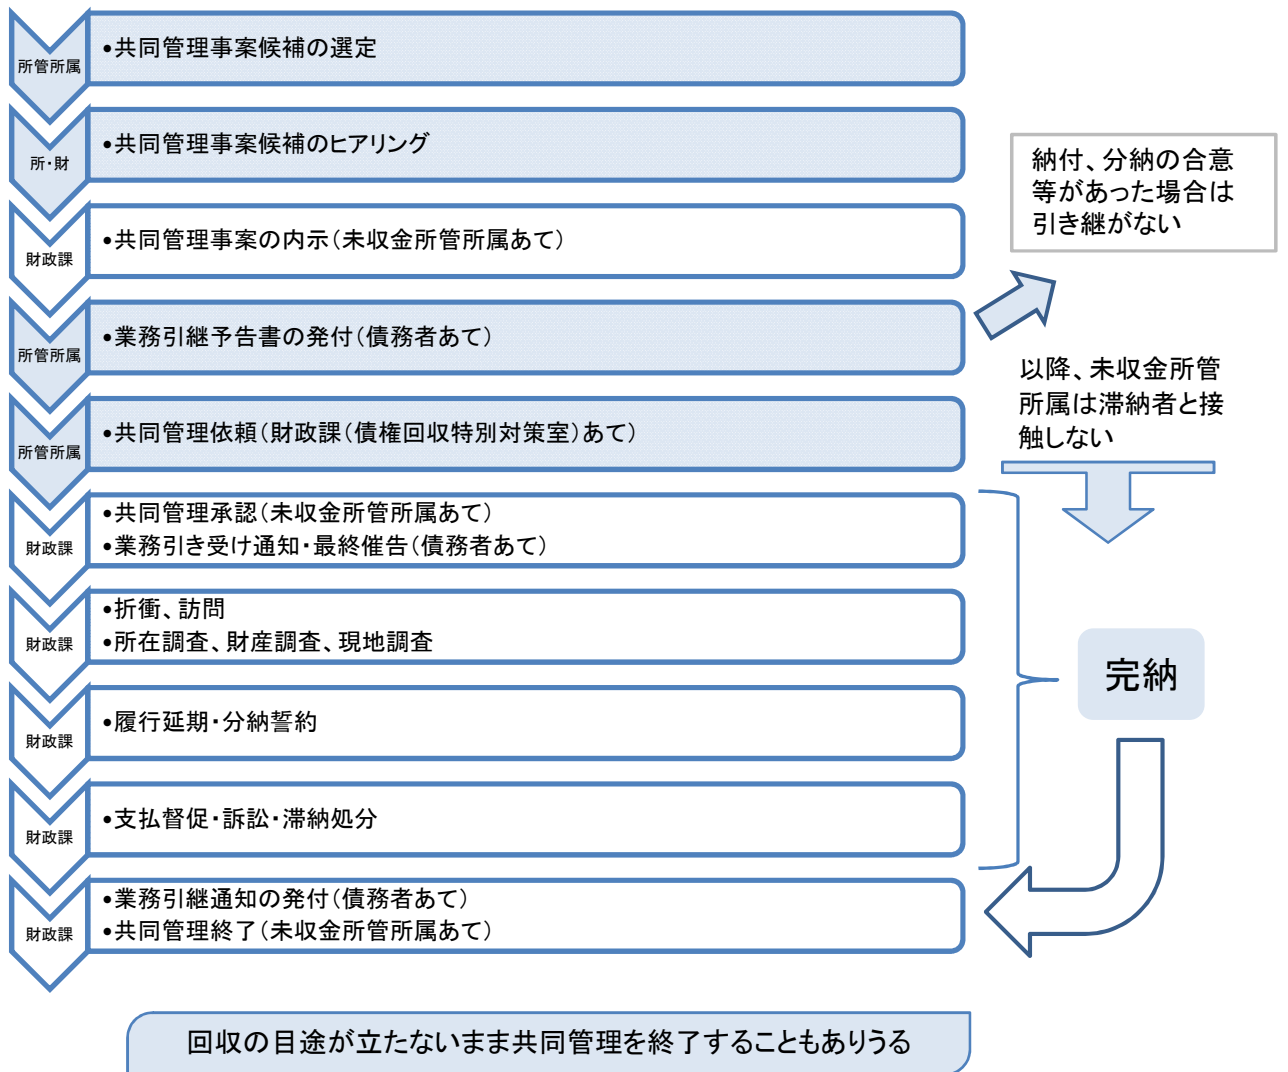 所管所属
•共同管理事案候補の選定
所・財
•共同管理事案候補のヒアリング
財政課
•共同管理事案の内示(未収金所管所属あて)
所管所属
•業務引継予告書の発付(債務者あて)
納付、分納の合意
等があった場合は
引き継がない
所管所属
•共同管理依頼(財政課(債権回収特別対策室)あて)
以降、未収金所管
所属は滞納者と接
触しない
財政課
•共同管理承認(未収金所管所属あて)
•業務引き受け通知・最終催告(債務者あて)
財政課
•折衝、訪問
•所在調査、財産調査、現地調査
財政課
•履行延期・分納誓約
財政課
•支払督促・訴訟・滞納処分
完納
財政課
•業務引継通知の発付(債務者あて)
•共同管理終了(未収金所管所属あて)
回収の目途が立たないまま共同管理を終了することもありうる